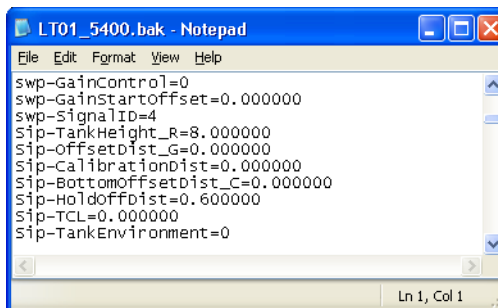 LT01_5400.bak - Notepad
File Edit Format View Help
swp-GainControl=0
swp-GainStartOffset=0.000000
swp-SignalID=4
Sip-TankHeight_R=8.000000
Sip-OffsetDist_G=0.000000
Sip-CalibrationDist=0.000000
Sip-BottomOffsetDist_C=0.000000
Sip-HoldOffDist=0.600000
Sip-TCL=0.000000
Sip-TankEnvironment=0
Ln 1, Col 1